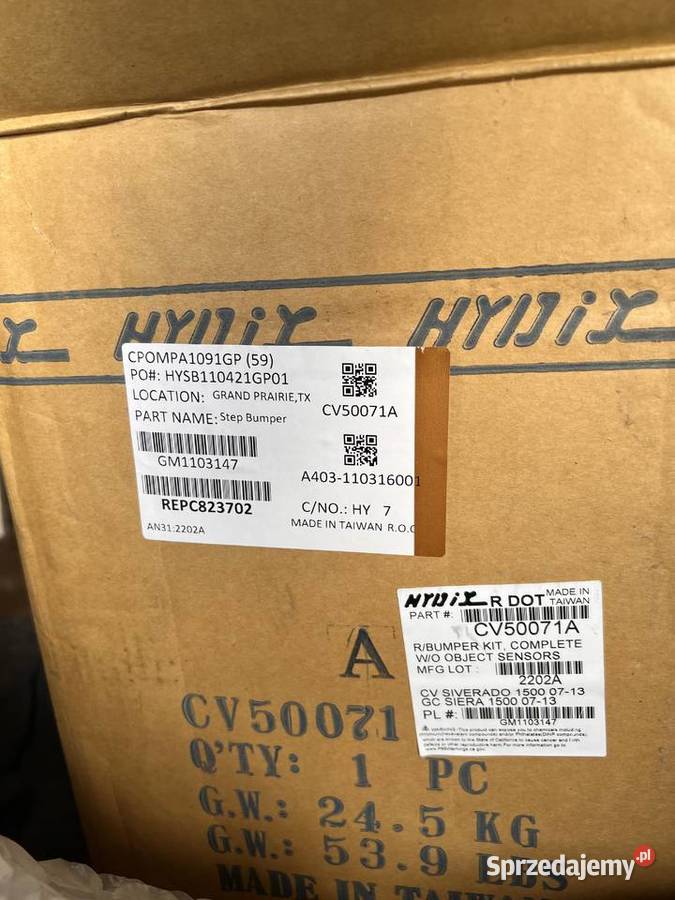 HYDiX HYDiX
CPOMPA1091GP (59)
PO#: HYSB110421GP01
LOCATION: GRAND PRAIRIE,TX
PART NAME: Step Bumper
CV50071A
GM1103147
A403-110316001
REPC823702
C/NO.: HY 7
AN31:2202A
MADE IN TAIWAN R.O.C
HYDiX R DOT MADE IN TAIWAN
PART #:
CV50071A
R/BUMPER KIT, COMPLETE
W/O OBJECT SENSORS
MFG LOT :
2202A
CV SIVERADO 1500 07-13
GC SIERA 1500 07-13
PL #:
GM1103147
A
CV50071
Q'TY: 1 PC
G.W.: 24.5 KG
G.W.: 53.9 LBS
MADE IN TAIWAN
Sprzedajemy.pl